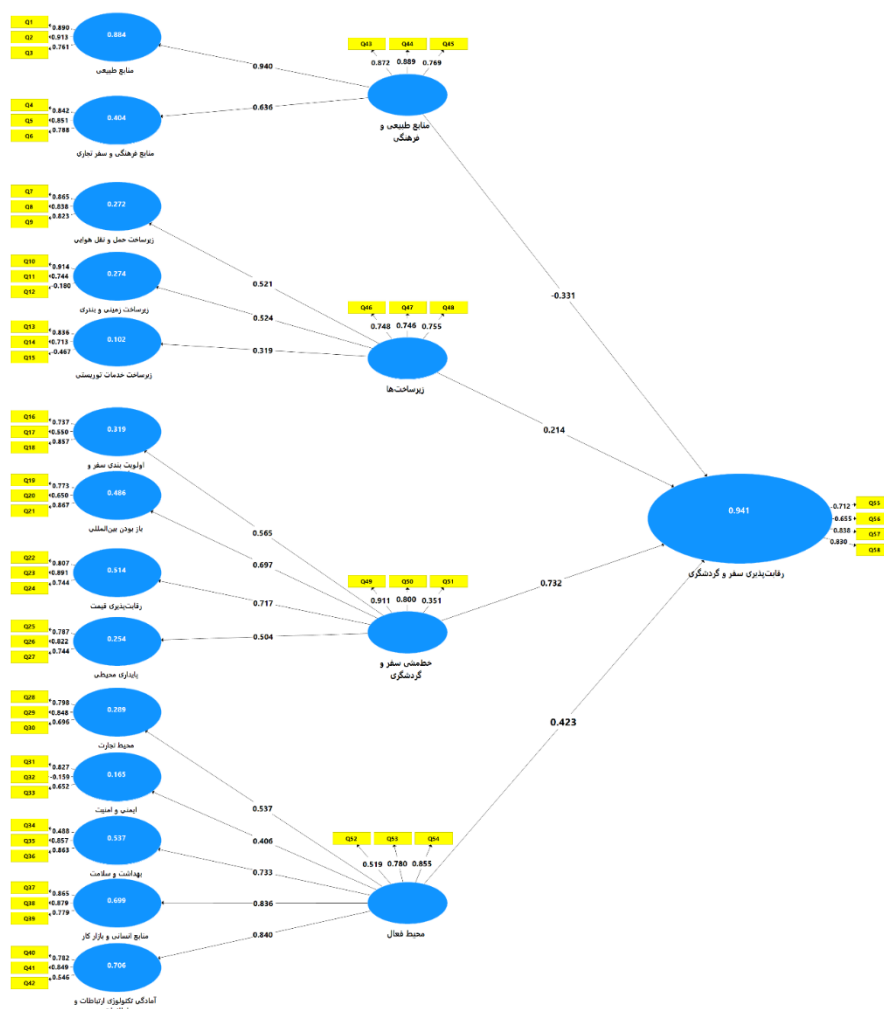 Q1
Q2
Q3
0.890
0.913
0.761
0.884
منابع طبیعی
Q4
Q5
Q6
0.842
0.851
0.788
0.404
منابع فرهنگی و سفر تجاری
Q43
Q44
Q45
0.872
0.889
0.769
0.940
0.636
منابع طبیعی و
فرهنگی
Q7
Q8
Q9
0.865
0.838
0.823
0.272
زیرساخت حمل و نقل هوایی
Q10
Q11
Q12
0.914
0.744
-0.180
0.274
زیرساخت زمینی و بندری
Q13
Q14
Q15
0.836
0.713
-0.467
0.102
زیرساخت خدمات توریستی
0.521
0.524
0.319
Q46
Q47
Q48
0.748
0.746
0.755
زیرساخت‌ها
-0.331
0.214
Q16
Q17
Q18
0.737
0.550
0.857
0.319
اولویت بندی سفر و
Q19
Q20
Q21
0.773
0.650
0.867
0.486
باز بودن بین‌المللی
Q22
Q23
Q24
0.807
0.891
0.744
0.514
رقابت‌پذیری قیمت
Q25
Q26
Q27
0.787
0.822
0.744
0.254
پایداری محیطی
0.565
0.697
0.717
0.504
Q49
Q50
Q51
0.911
0.800
0.351
خط‌مشی سفر و
گردشگری
0.732
0.941
Q55
Q56
Q57
Q58
0.712
0.655
0.838
0.830
رقابت‌پذیری سفر و گردشگری
Q28
Q29
Q30
0.798
0.848
0.696
0.289
محیط تجارت
Q31
Q32
Q33
0.827
-0.159
0.652
0.165
ایمنی و امنیت
Q34
Q35
Q36
0.488
0.857
0.863
0.537
بهداشت و سلامت
Q37
Q38
Q39
0.865
0.879
0.779
0.699
منابع انسانی و بازار کار
Q40
Q41
Q42
0.782
0.849
0.546
0.706
آمادگی تکنولوژی ارتباطات و
0.537
0.406
0.733
0.836
0.840
Q52
Q53
Q54
0.519
0.780
0.855
محیط فعال
0.423